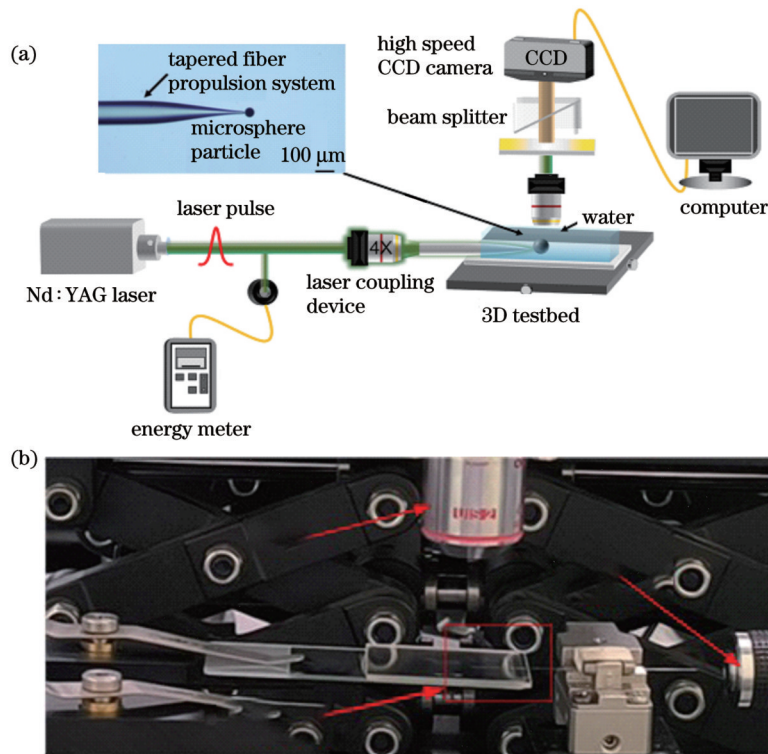 (a)
tapered fiber
propulsion system
microsphere
particle
100 μm
high speed
CCD camera
CCD
beam splitter
computer
laser pulse
water
4X
Nd:YAG laser
laser coupling
device
3D testbed
energy meter
(b)